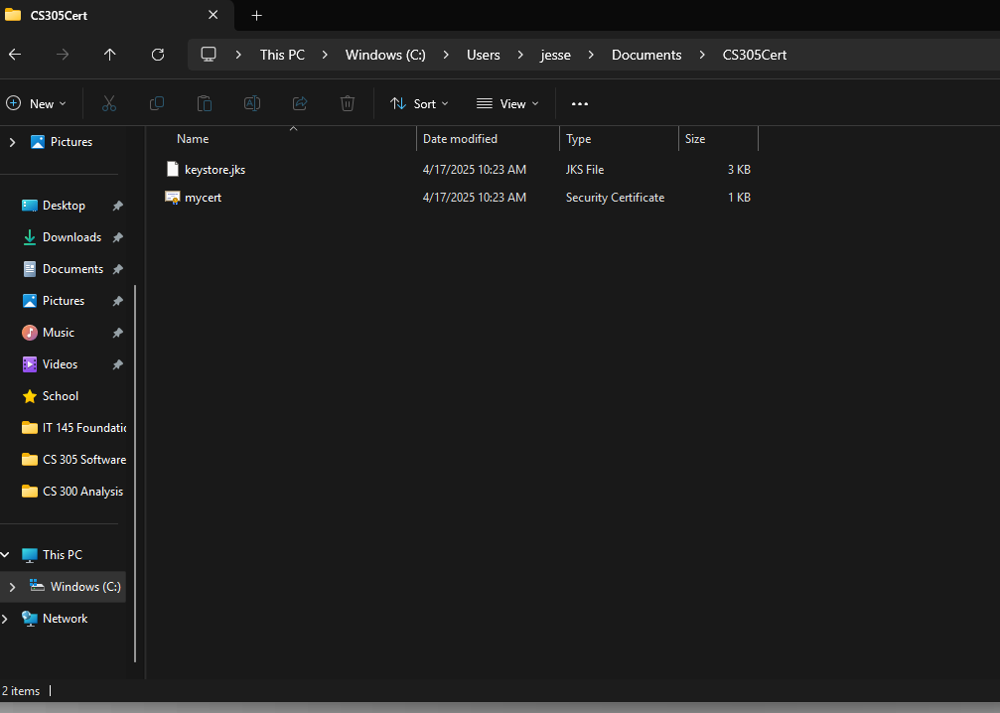 CS305Cert
This PC > Windows (C:) > Users > jesse > Documents > CS305Cert
New Sort View ...
Pictures
Desktop
Downloads
Documents
Pictures
Music
Videos
School
IT 145 Foundatic
CS 305 Software
CS 300 Analysis
This PC
Windows (C:)
Network
Name Date modified Type Size
keystore.jks 4/17/2025 10:23 AM JKS File 3 KB
mycert 4/17/2025 10:23 AM Security Certificate 1 KB
2 items